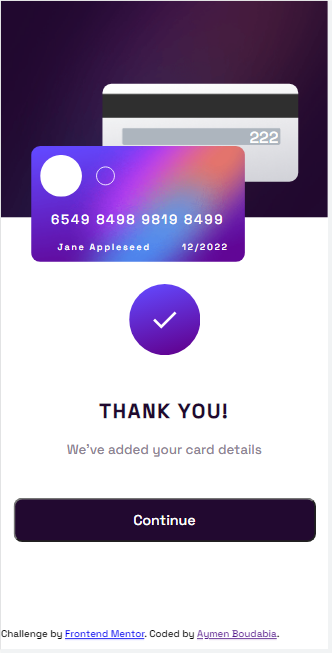 222
6549 8498 9819 8499
Jane Appleseed 12/2022
THANK YOU!
We've added your card details
Continue
Challenge by Frontend Mentor. Coded by Aymen Boudabia.